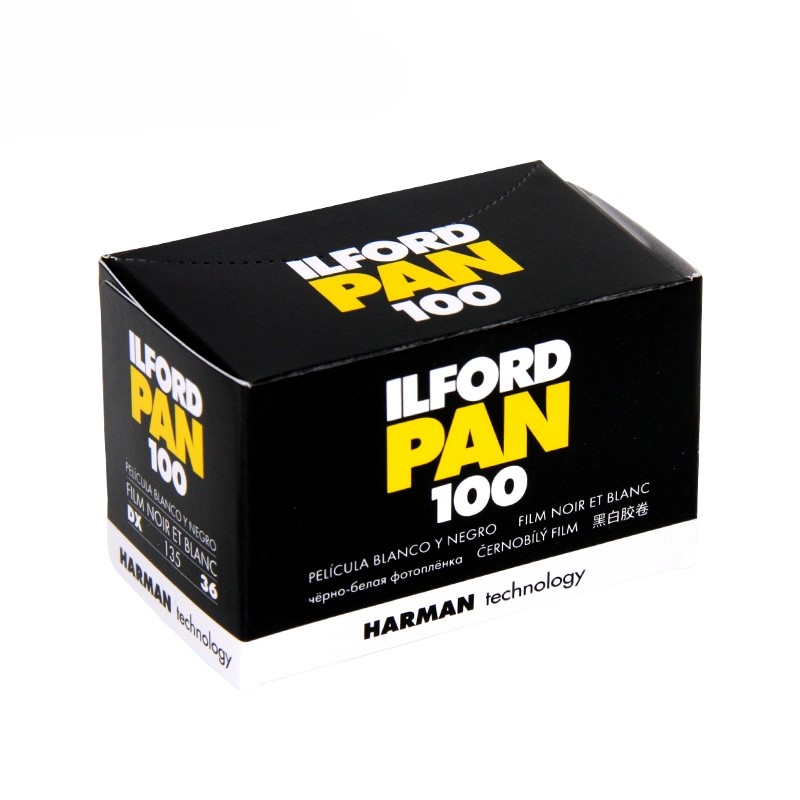 ILFORD
PAN
100
ILFORD
PAN
100
PELÍCULA BLANCO Y NEGRO
FILM NOIR ET BLANC
DX 135 36
HARMAN technology
ILFORD
PAN
100
PELÍCULA BLANCO Y NEGRO FILM NOIR ET BLANC
чёрно-белая фотоплёнка ČERNOBÍLÝ FILM 黑白胶卷
HARMAN technology